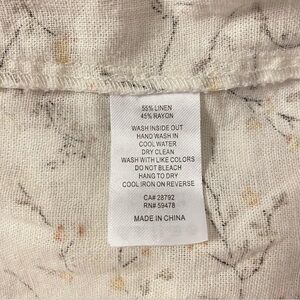 55% LINEN
45% RAYON
WASH INSIDE OUT
HAND WASH IN
COOL WATER
DRY CLEAN
WASH WITH LIKE COLORS
DO NOT BLEACH
HANG TO DRY
COOL IRON ON REVERSE
CA# 28792
RN# 59478
MADE IN CHINA